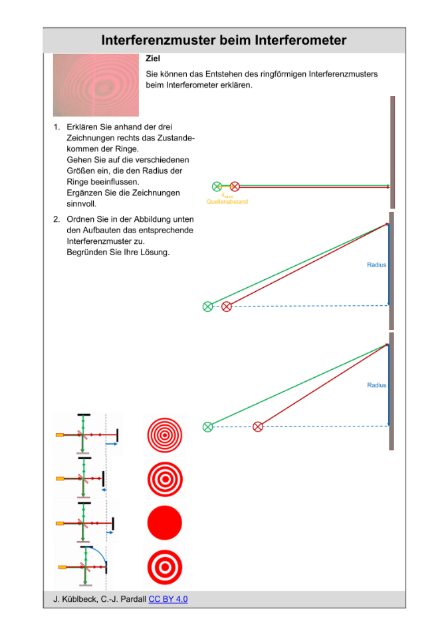 Interferenzmuster beim Interferometer
Ziel
Sie können das Entstehen des ringförmigen Interferenzmusters
beim Interferometer erklären.
1. Erklären Sie anhand der drei
Zeichnungen rechts das Zustande-
kommen der Ringe.
Gehen Sie auf die verschiedenen
Größen ein, die den Radius der
Ringe beeinflussen.
Ergänzen Sie die Zeichnungen
sinnvoll.
2. Ordnen Sie in der Abbildung unten
den Aufbauten das entsprechende
Interferenzmuster zu.
Begründen Sie Ihre Lösung.
Quellenabstand
Radius
Radius
J. Küblbeck, C.-J. Pardall CC BY 4.0